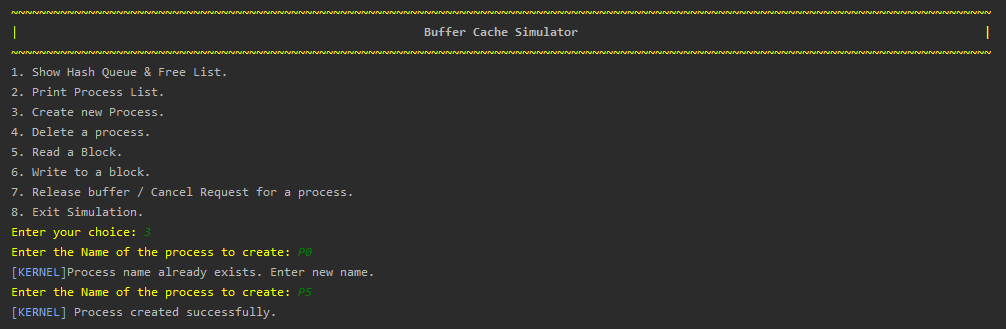 Buffer Cache Simulator
1. Show Hash Queue & Free List.
2. Print Process List.
3. Create new Process.
4. Delete a process.
5. Read a Block.
6. Write to a block.
7. Release buffer / Cancel Request for a process.
8. Exit Simulation.
Enter your choice: 3
Enter the Name of the process to create: P0
[KERNEL]Process name already exists. Enter new name.
Enter the Name of the process to create: P5
[KERNEL] Process created successfully.